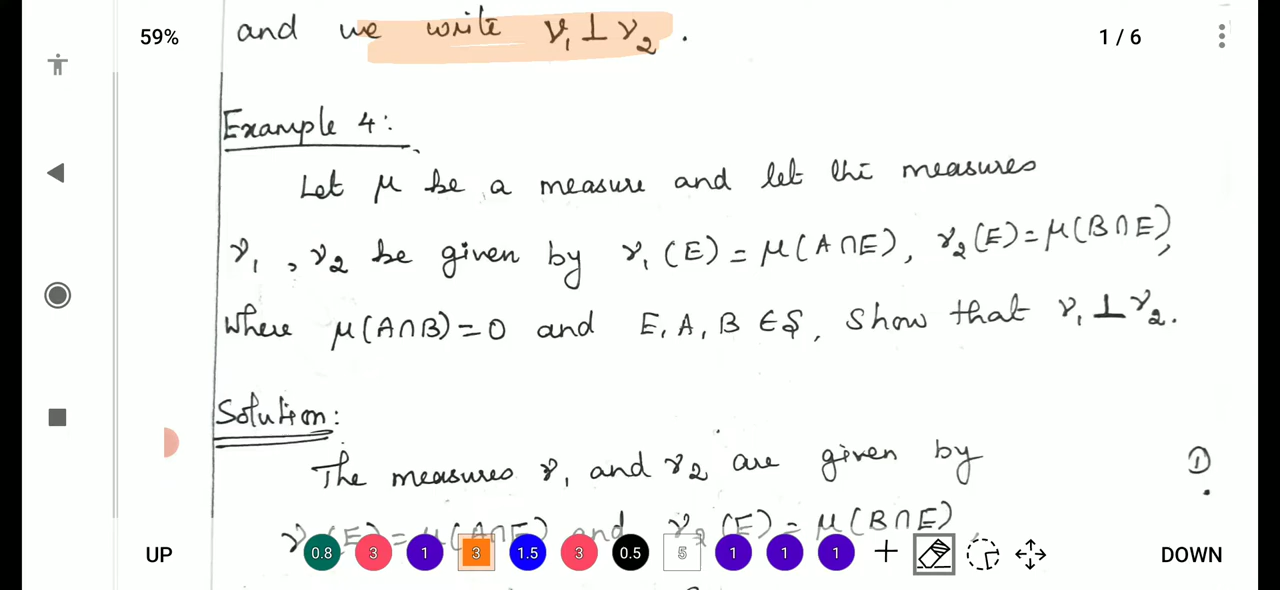 59%
and we write ν₁ ⊥ ν₂ .
1 / 6
Example 4:
Let μ be a measure and let the measures
ν₁ , ν₂ be given by ν₁(E) = μ(A∩E), ν₂(E) = μ(B∩E),
where μ(A∩B) = 0 and E, A, B ∈ S, show that ν₁ ⊥ ν₂.
Solution:
The measures ν₁ and ν₂ are given by
①
ν₁(E) = μ(A∩E) and ν₂(E) = μ(B∩E)
UP
0.8 3 1 3 1.5 3 0.5 5 1 1 1 +
DOWN